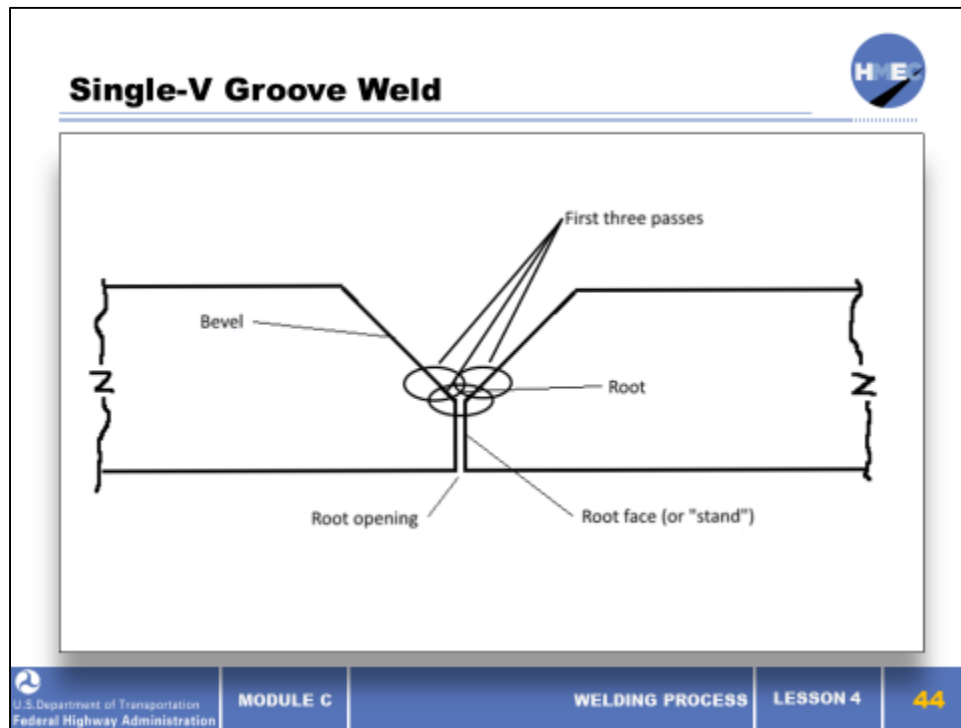 Single-V Groove Weld
HMEC
First three passes
Bevel
Root
Root opening
Root face (or "stand")
U.S.Department of Transportation
Federal Highway Administration
MODULE C
WELDING PROCESS
LESSON 4
44